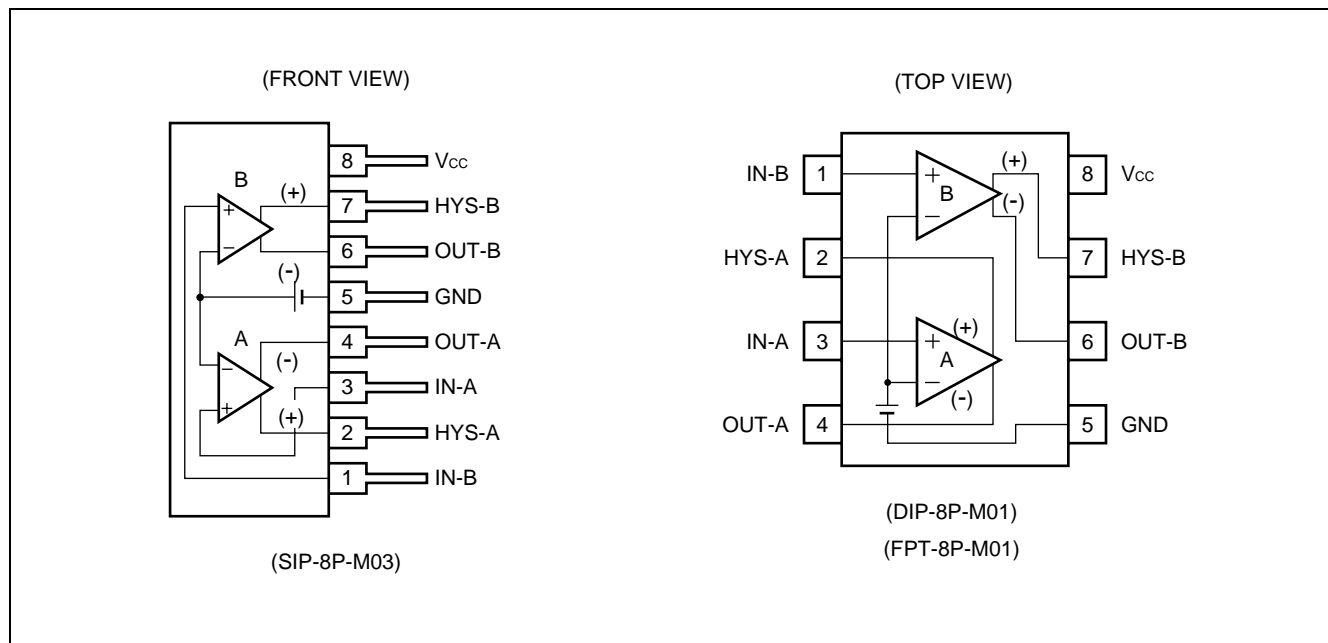 (FRONT VIEW)
8 Vcc
B (+)
+ 7 HYS-B
− 6 OUT-B
(-)
5 GND
A
4 OUT-A
(-)
− 3 IN-A
+ (+)
2 HYS-A
1 IN-B
(SIP-8P-M03)
(TOP VIEW)
IN-B 1 + (+) 8 Vcc
B (-)
−
HYS-A 2 7 HYS-B
(+)
IN-A 3 + 6 OUT-B
A
− (-)
OUT-A 4 5 GND
(DIP-8P-M01)
(FPT-8P-M01)